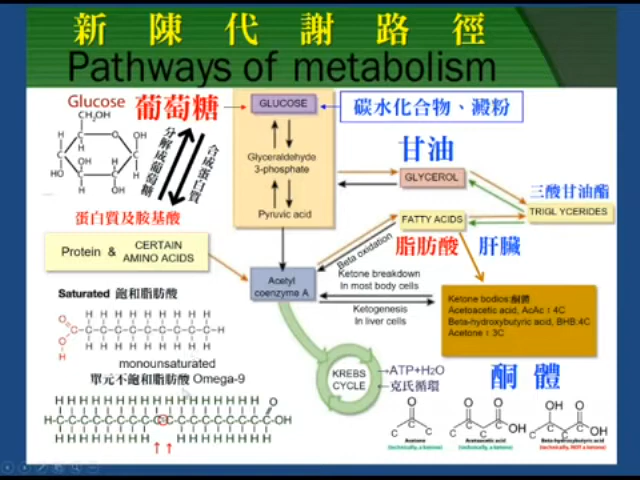 新陳代謝路徑
Pathways of metabolism
Glucose 葡萄糖
GLUCOSE
碳水化合物、澱粉
CH₂OH
分解成葡萄糖
合成蛋白質
甘油
Glyceraldehyde
3-phosphate
GLYCEROL
三酸甘油酯
TRIGLYCERIDES
Pyruvic acid
FATTY ACIDS
蛋白質及胺基酸
脂肪酸 肝臟
Protein & CERTAIN
AMINO ACIDS
Beta oxidation
Acetyl
coenzyme A
Ketone breakdown
In most body cells
Ketogenesis
In liver cells
Ketone bodios:酮體
Acetoacetic acid, AcAc : 4C
Beta-hydroxybutyric acid, BHB:4C
Acetone : 3C
Saturated 飽和脂肪酸
monounsaturated
單元不飽和脂肪酸 Omega-9
KREBS
CYCLE
→ATP+H₂O
←克氏循環
酮 體
Acetone
(technically, a ketone)
Acetoacetic acid
(technically, a ketone)
Beta-hydroxybutyric acid
(technically, NOT a ketone)